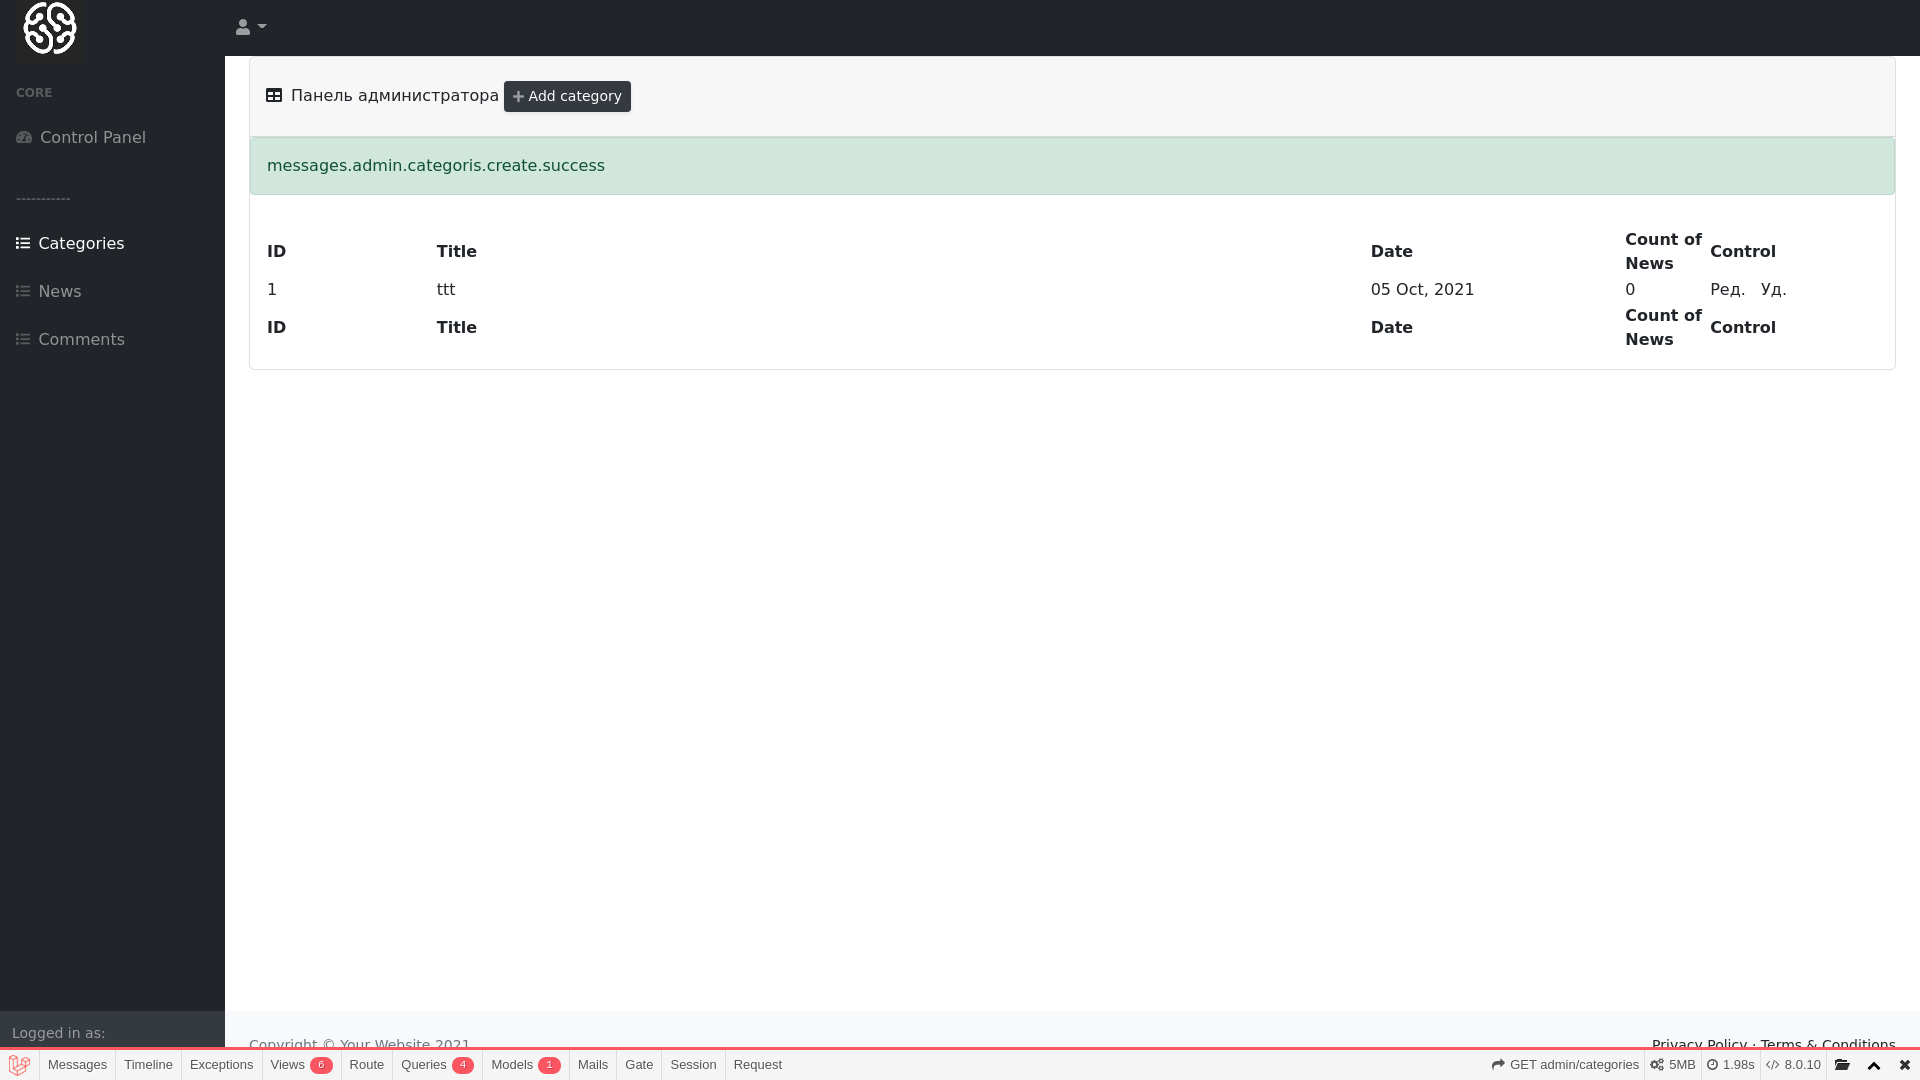 CORE
Control Panel
-----------
Categories
News
Comments
Logged in as:
Панель администратора + Add category
messages.admin.categoris.create.success
ID Title Date Count of News Control
1 ttt 05 Oct, 2021 0 Ред. Уд.
ID Title Date Count of News Control
Copyright © Your Website 2021 Privacy Policy · Terms & Conditions
Messages Timeline Exceptions Views 6 Route Queries 4 Models 1 Mails Gate Session Request GET admin/categories 5MB 1.98s 8.0.10